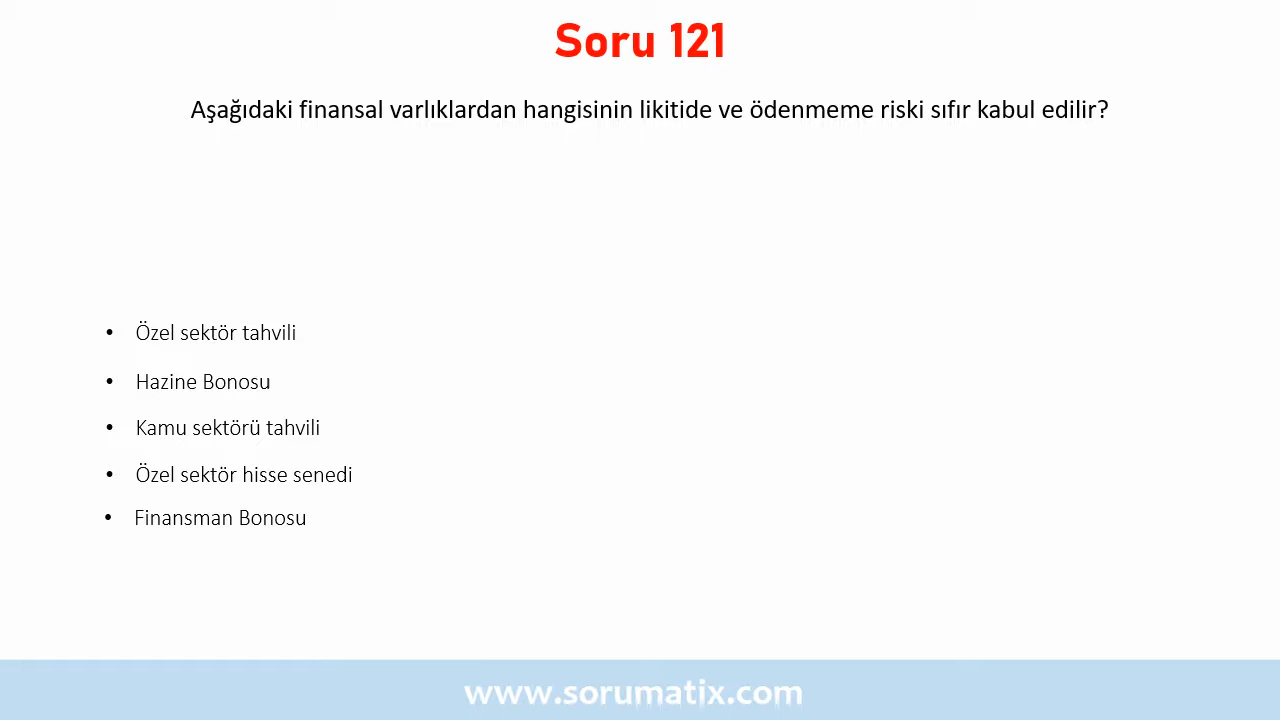 Soru 121
Aşağıdaki finansal varlıklardan hangisinin likitide ve ödenmeme riski sıfır kabul edilir?
• Özel sektör tahvili
• Hazine Bonosu
• Kamu sektörü tahvili
• Özel sektör hisse senedi
• Finansman Bonosu
www.sorumatix.com